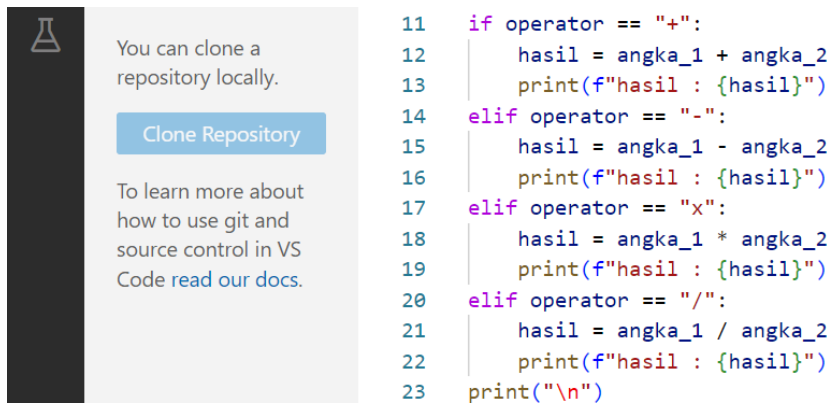 You can clone a
repository locally.
Clone Repository
To learn more about
how to use git and
source control in VS
Code read our docs.
11 if operator == "+":
12     hasil = angka_1 + angka_2
13     print(f"hasil : {hasil}")
14 elif operator == "-":
15     hasil = angka_1 - angka_2
16     print(f"hasil : {hasil}")
17 elif operator == "x":
18     hasil = angka_1 * angka_2
19     print(f"hasil : {hasil}")
20 elif operator == "/":
21     hasil = angka_1 / angka_2
22     print(f"hasil : {hasil}")
23 print("\n")